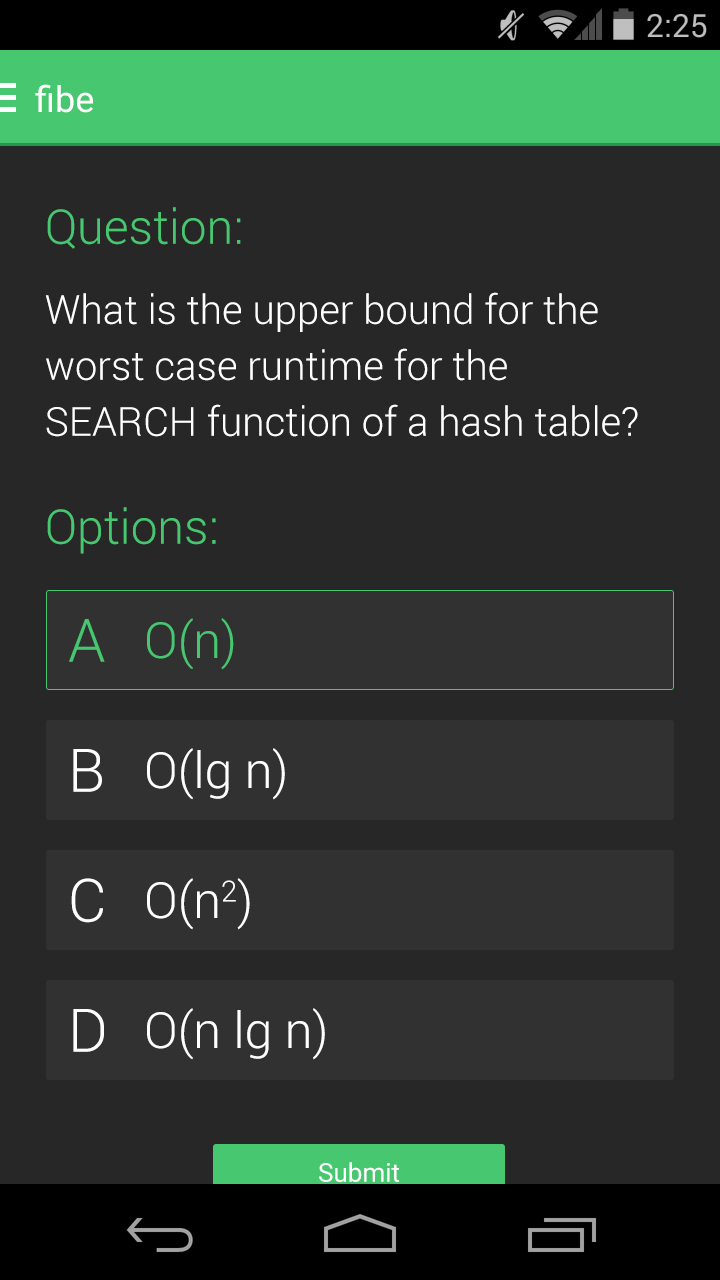 2:25
fibe
Question:
What is the upper bound for the
worst case runtime for the
SEARCH function of a hash table?
Options:
A O(n)
B O(lg n)
C O(n²)
D O(n lg n)
Submit